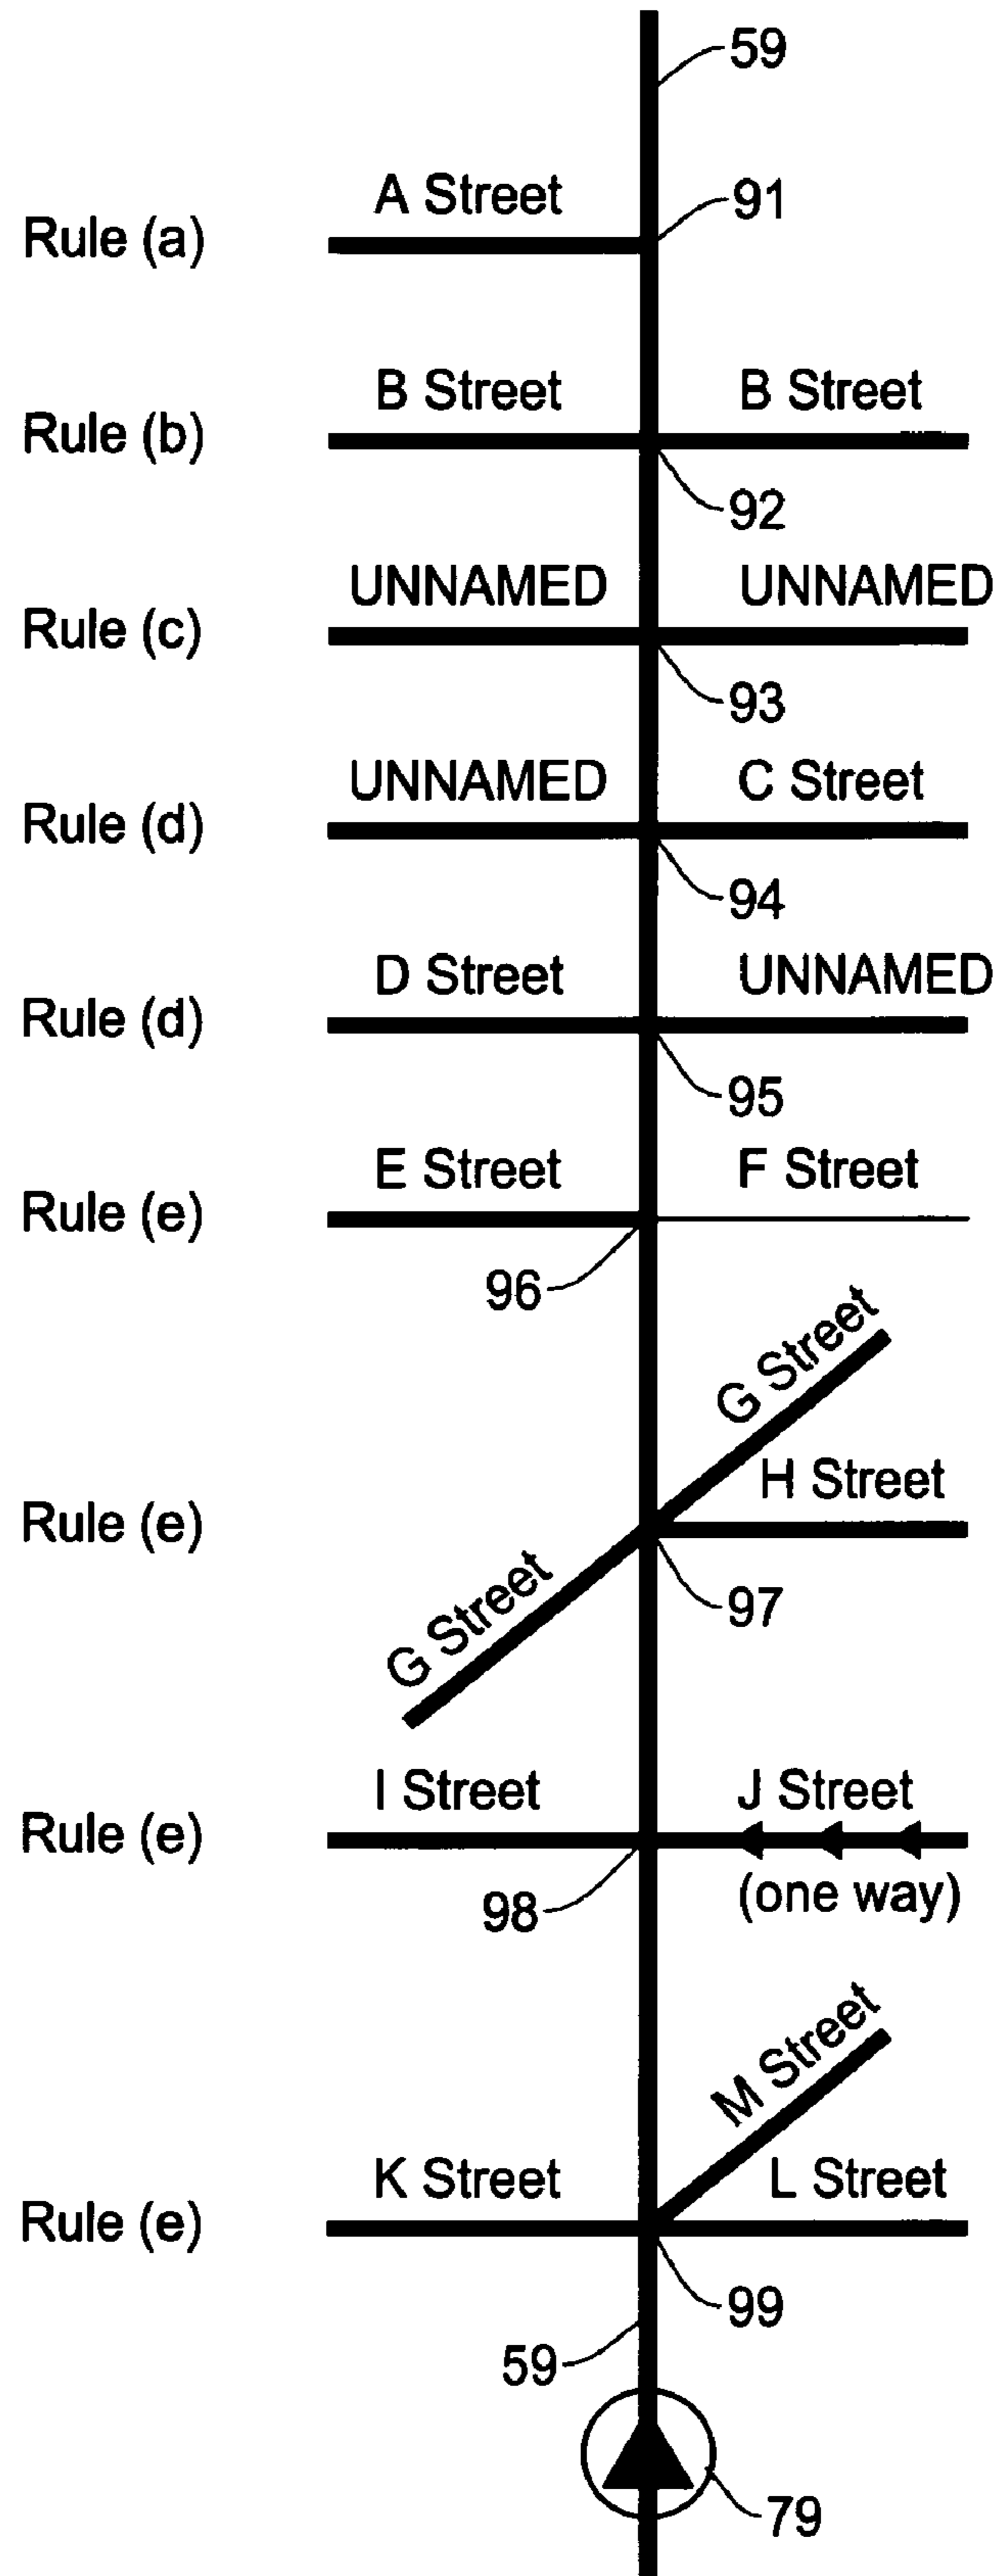 59
A Street
91
Rule (a)
B Street B Street
Rule (b)
92
UNNAMED UNNAMED
Rule (c)
93
UNNAMED C Street
Rule (d)
94
D Street UNNAMED
Rule (d)
95
E Street F Street
Rule (e)
96
G Street
H Street
Rule (e)
97
G Street
I Street J Street
Rule (e)
(one way)
98
M Street
K Street L Street
Rule (e)
99
59
79